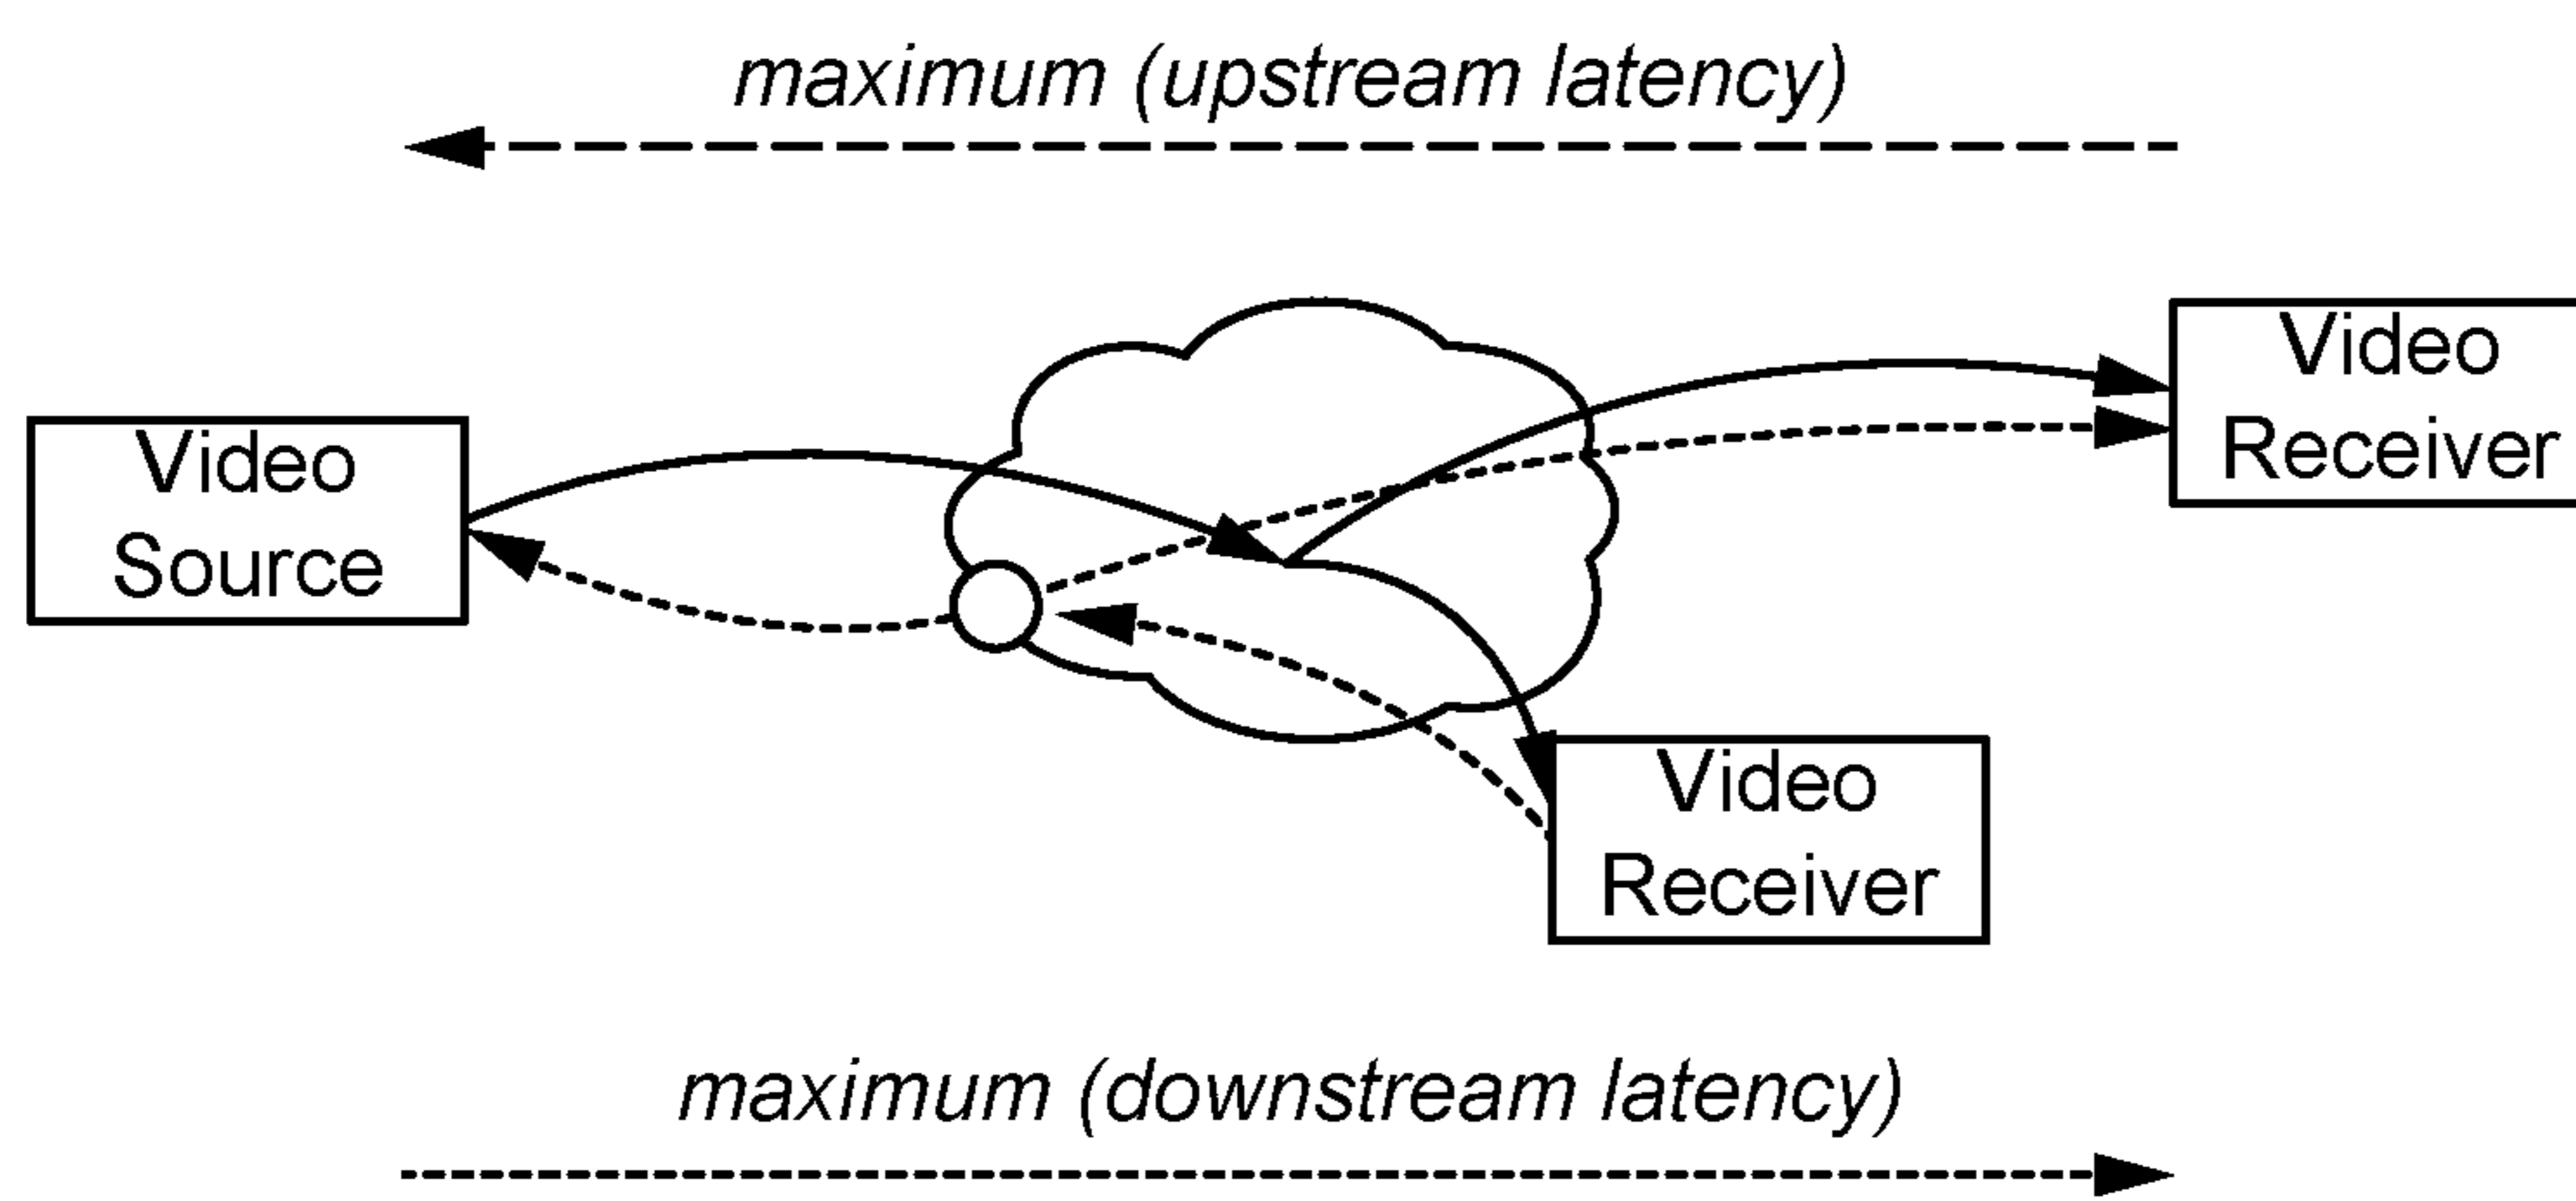 maximum (upstream latency)
Video
Receiver
Video
Source
Video
Receiver
maximum (downstream latency)